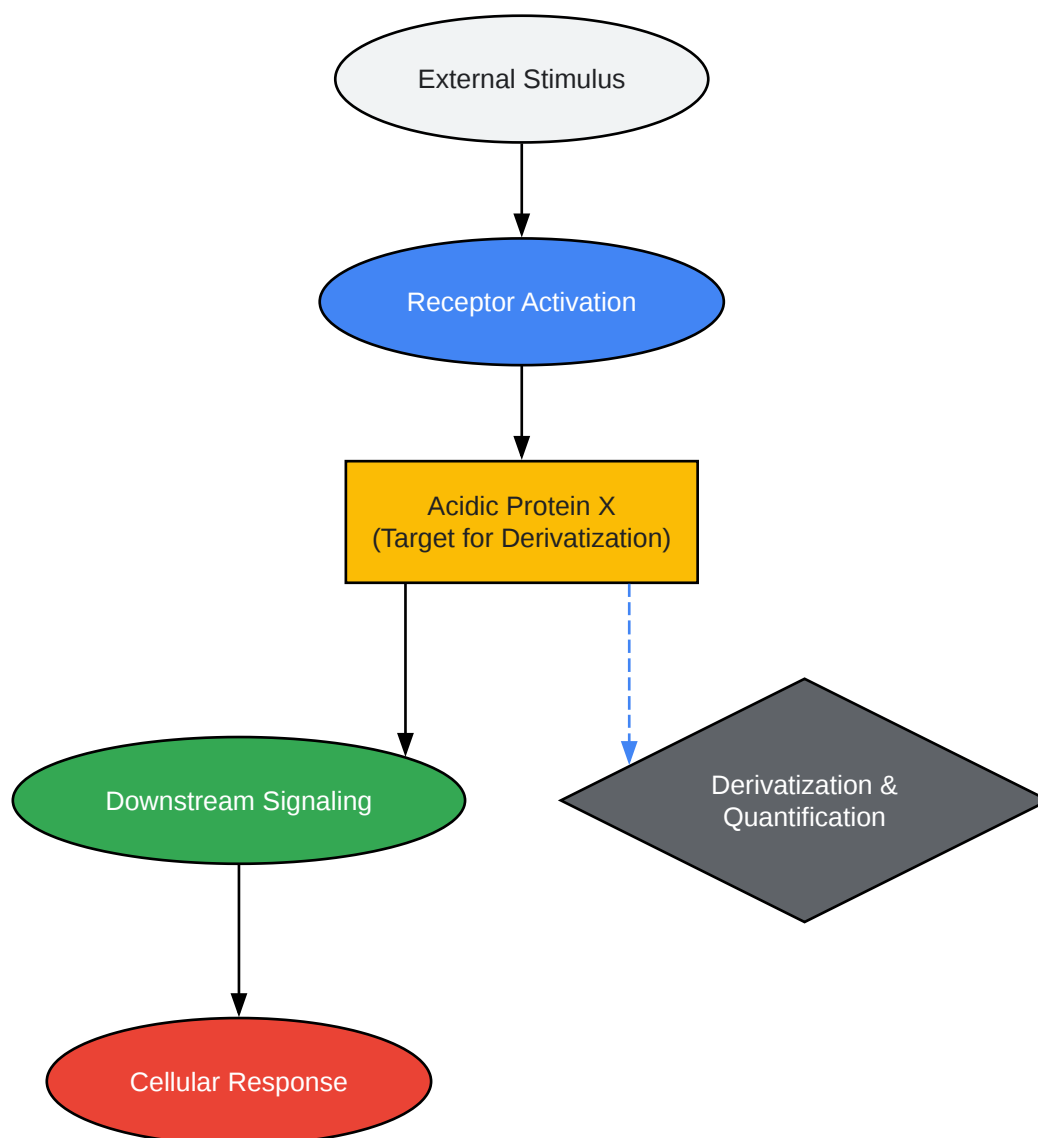 External Stimulus
Receptor Activation
Acidic Protein X
(Target for Derivatization)
Downstream Signaling
Derivatization &
Quantification
Cellular Response